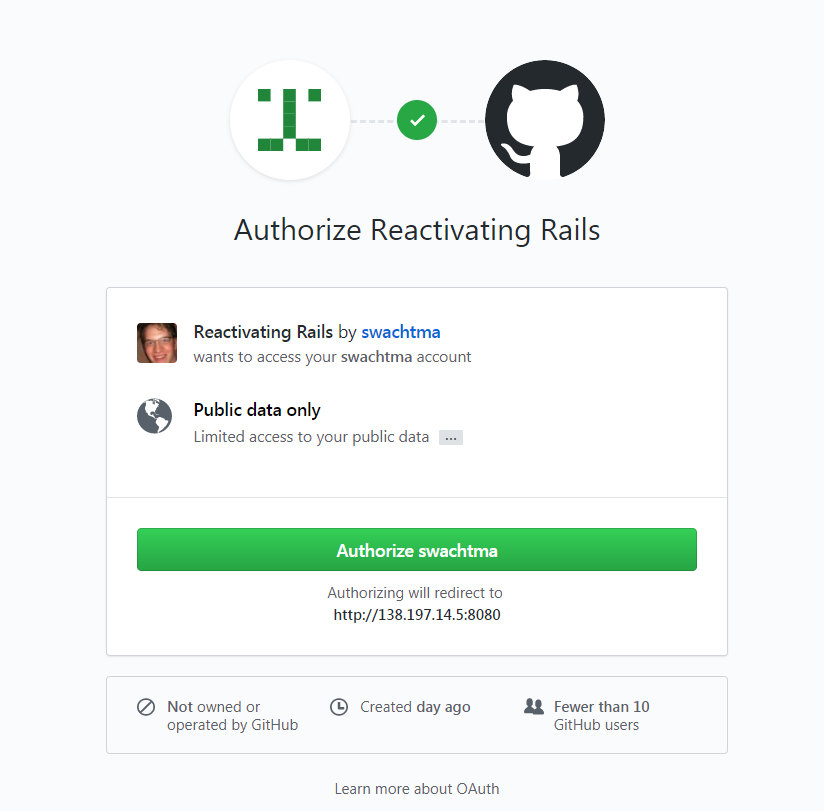 Authorize Reactivating Rails
Reactivating Rails by swachtma
wants to access your swachtma account
Public data only
Limited access to your public data ...
Authorize swachtma
Authorizing will redirect to
http://138.197.14.5:8080
Not owned or
operated by GitHub
Created day ago
Fewer than 10
GitHub users
Learn more about OAuth